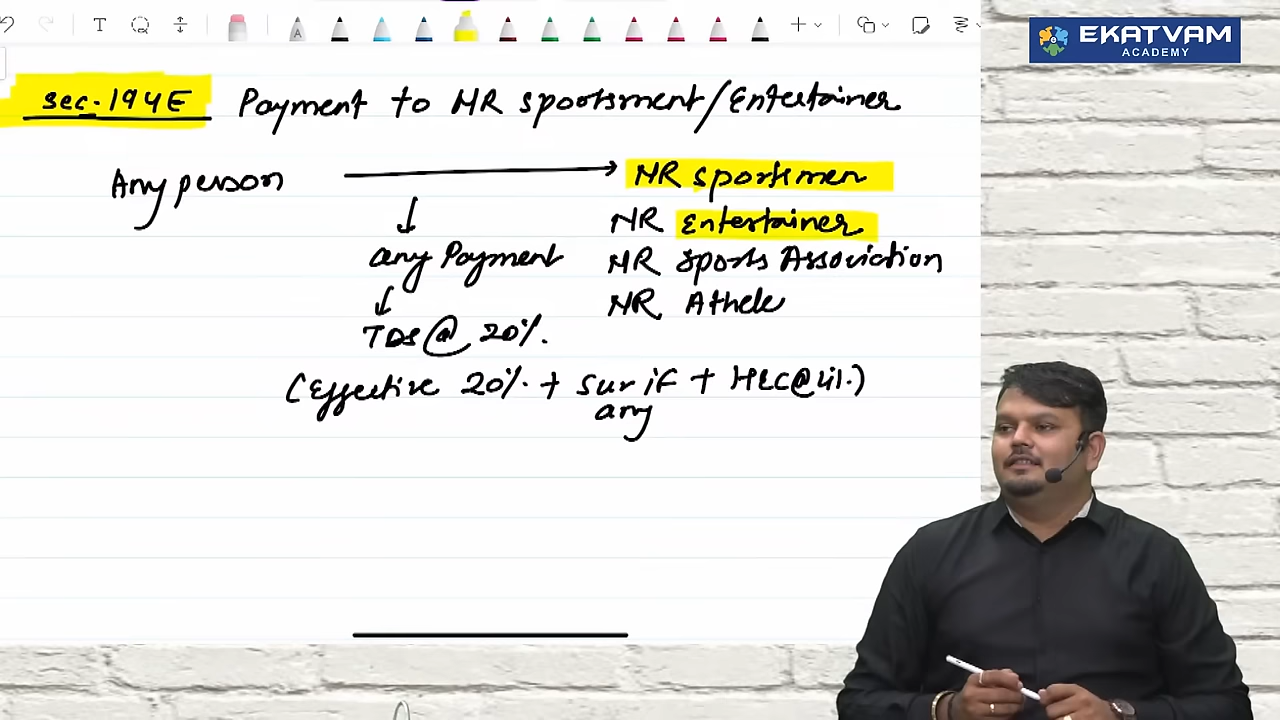 EKATVAM
ACADEMY
Sec. 194E Payment to NR Sportsment/Entertainer
Any person → NR Sportsmen
↓ NR Entertainer
any Payment NR Sports Association
↓ NR Athele
TDS @ 20%.
(Effective 20%. + Sur if + HEC@4%.)
any